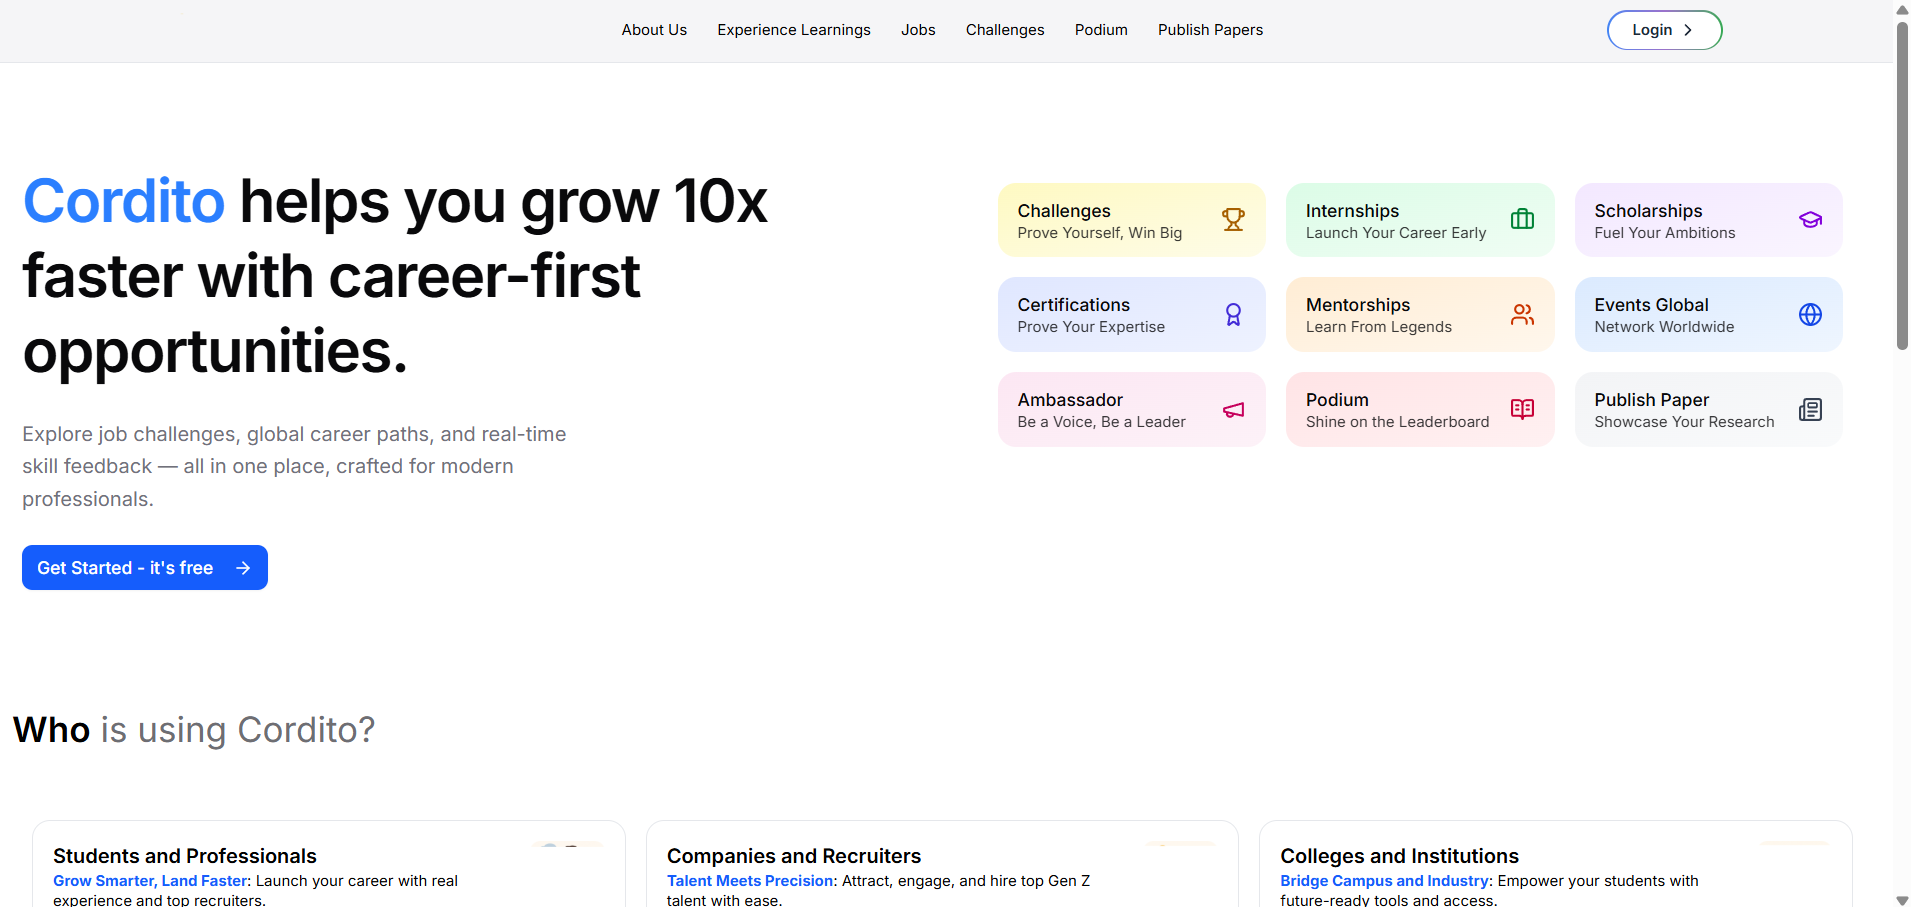 About Us
Experience Learnings
Jobs
Challenges
Podium
Publish Papers
Login
Cordito helps you grow 10x
faster with career-first
opportunities.
Explore job challenges, global career paths, and real-time
skill feedback — all in one place, crafted for modern
professionals.
Get Started - it's free
Challenges
Prove Yourself, Win Big
Internships
Launch Your Career Early
Scholarships
Fuel Your Ambitions
Certifications
Prove Your Expertise
Mentorships
Learn From Legends
Events Global
Network Worldwide
Ambassador
Be a Voice, Be a Leader
Podium
Shine on the Leaderboard
Publish Paper
Showcase Your Research
Who is using Cordito?
Students and Professionals
Grow Smarter, Land Faster: Launch your career with real
experience and top recruiters.
Companies and Recruiters
Talent Meets Precision: Attract, engage, and hire top Gen Z
talent with ease.
Colleges and Institutions
Bridge Campus and Industry: Empower your students with
future-ready tools and access.